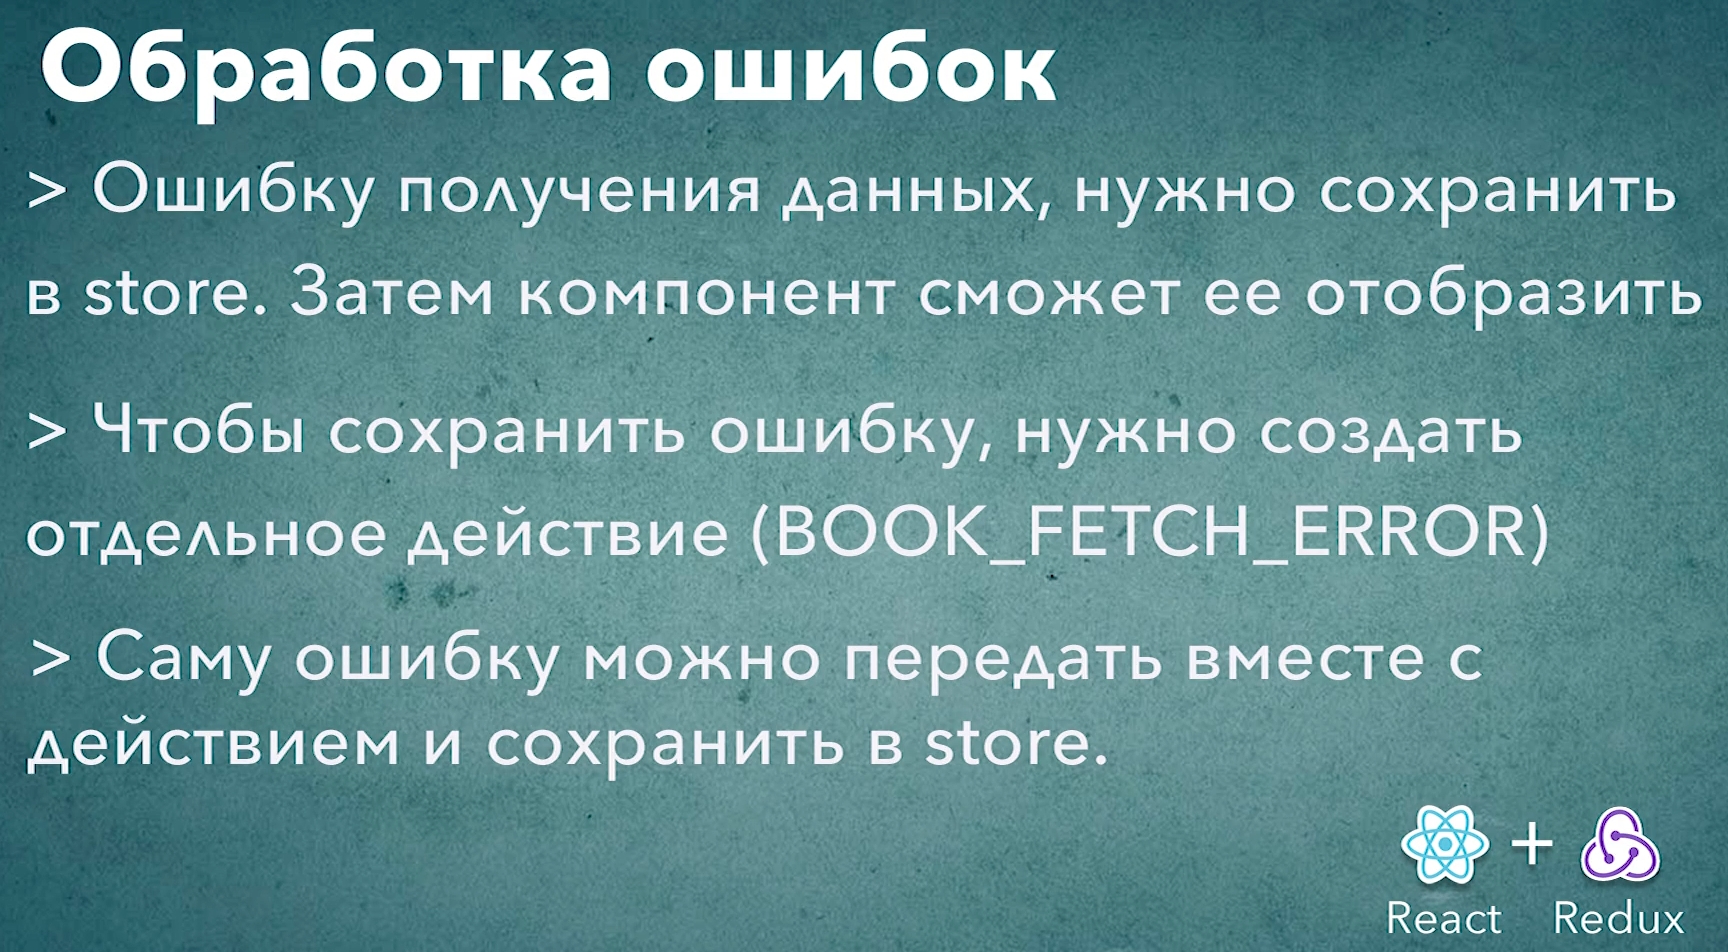 Обработка ошибок
> Ошибку получения данных, нужно сохранить
в store. Затем компонент сможет ее отобразить
> Чтобы сохранить ошибку, нужно создать
отдельное действие (BOOK_FETCH_ERROR)
> Саму ошибку можно передать вместе с
действием и сохранить в store.
+
React Redux